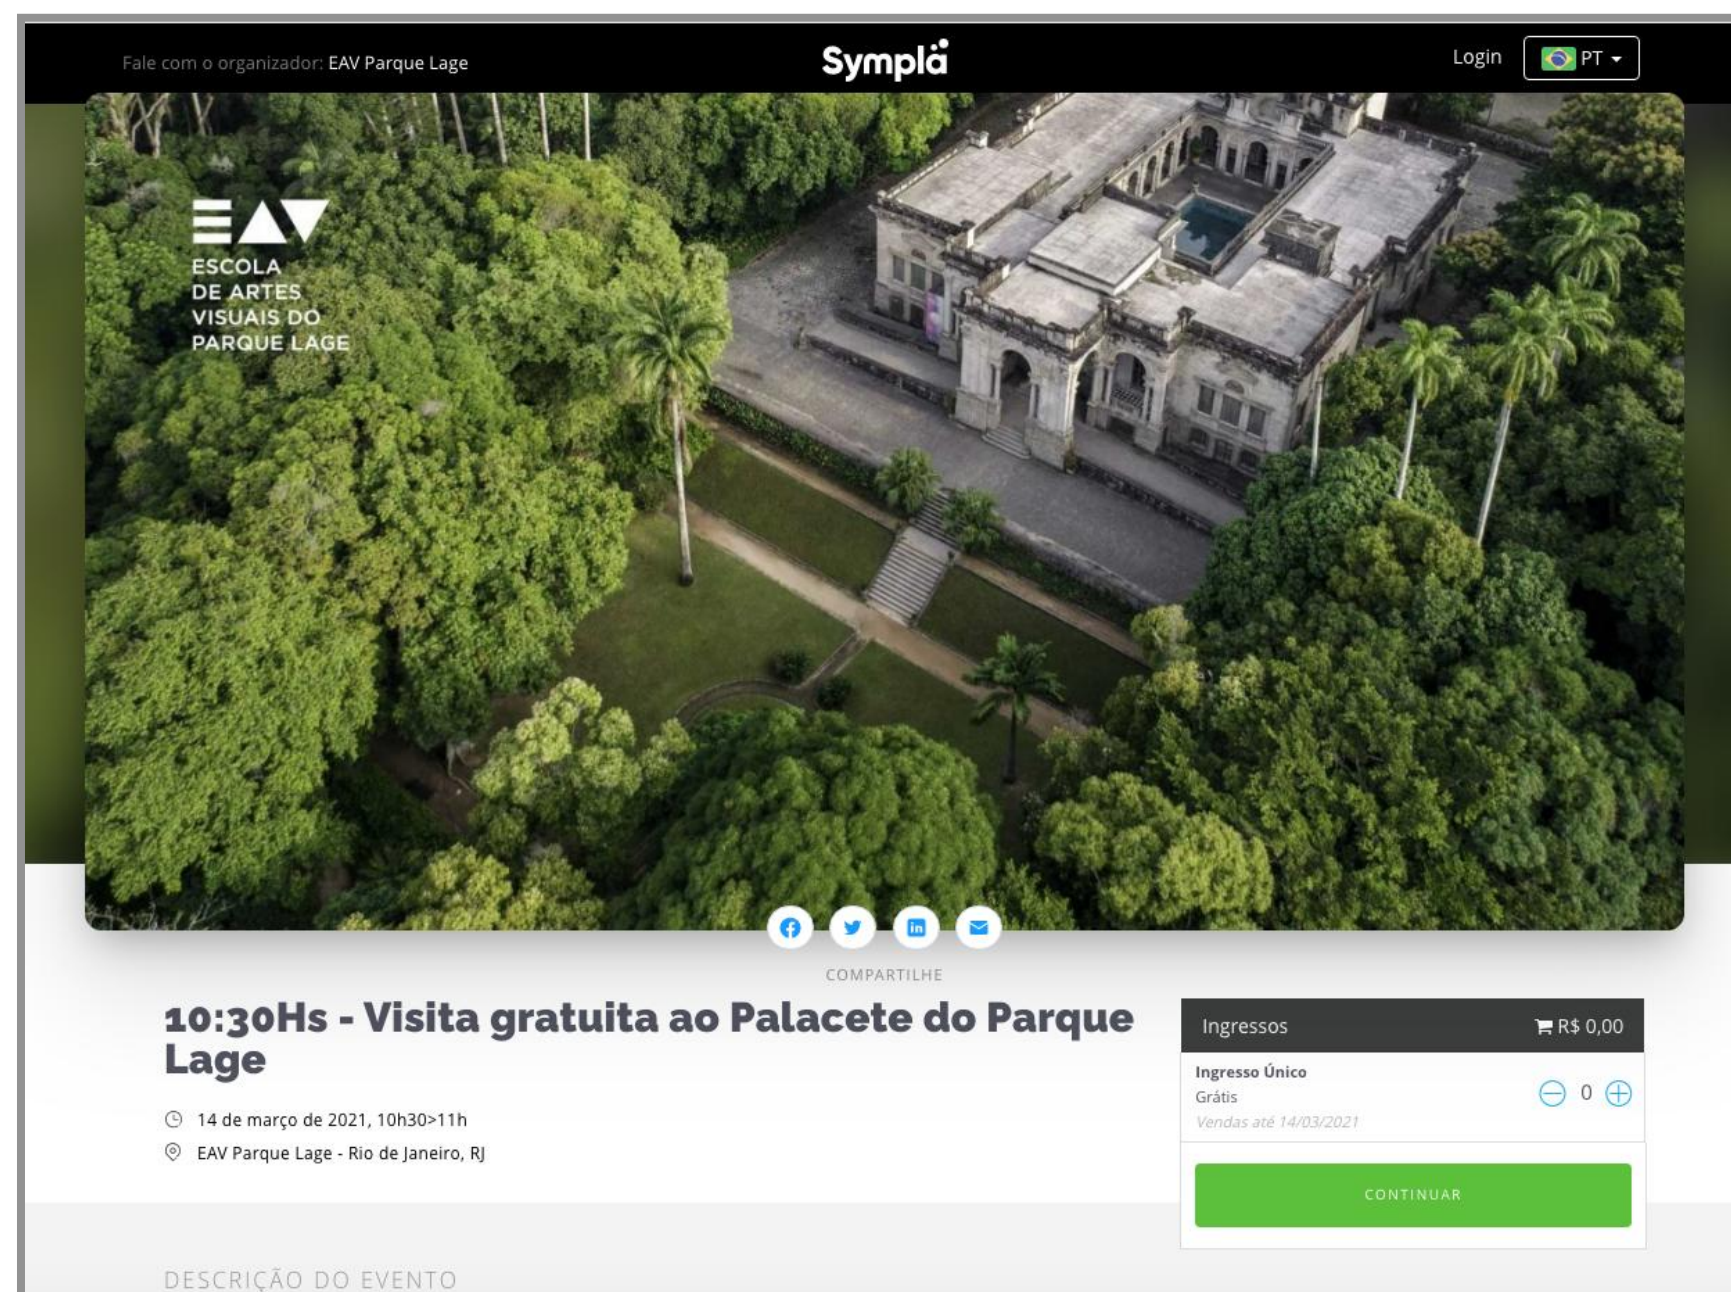 Fale com o organizador: EAV Parque Lage
Symplă
Login
PT
EAV
ESCOLA
DE ARTES
VISUAIS DO
PARQUE LAGE
COMPARTILHE
10:30Hs - Visita gratuita ao Palacete do Parque
Lage
14 de março de 2021, 10h30>11h
EAV Parque Lage - Rio de Janeiro, RJ
Ingressos
R$ 0,00
Ingresso Único
Grátis
0
Vendas até 14/03/2021
CONTINUAR
DESCRIÇÃO DO EVENTO